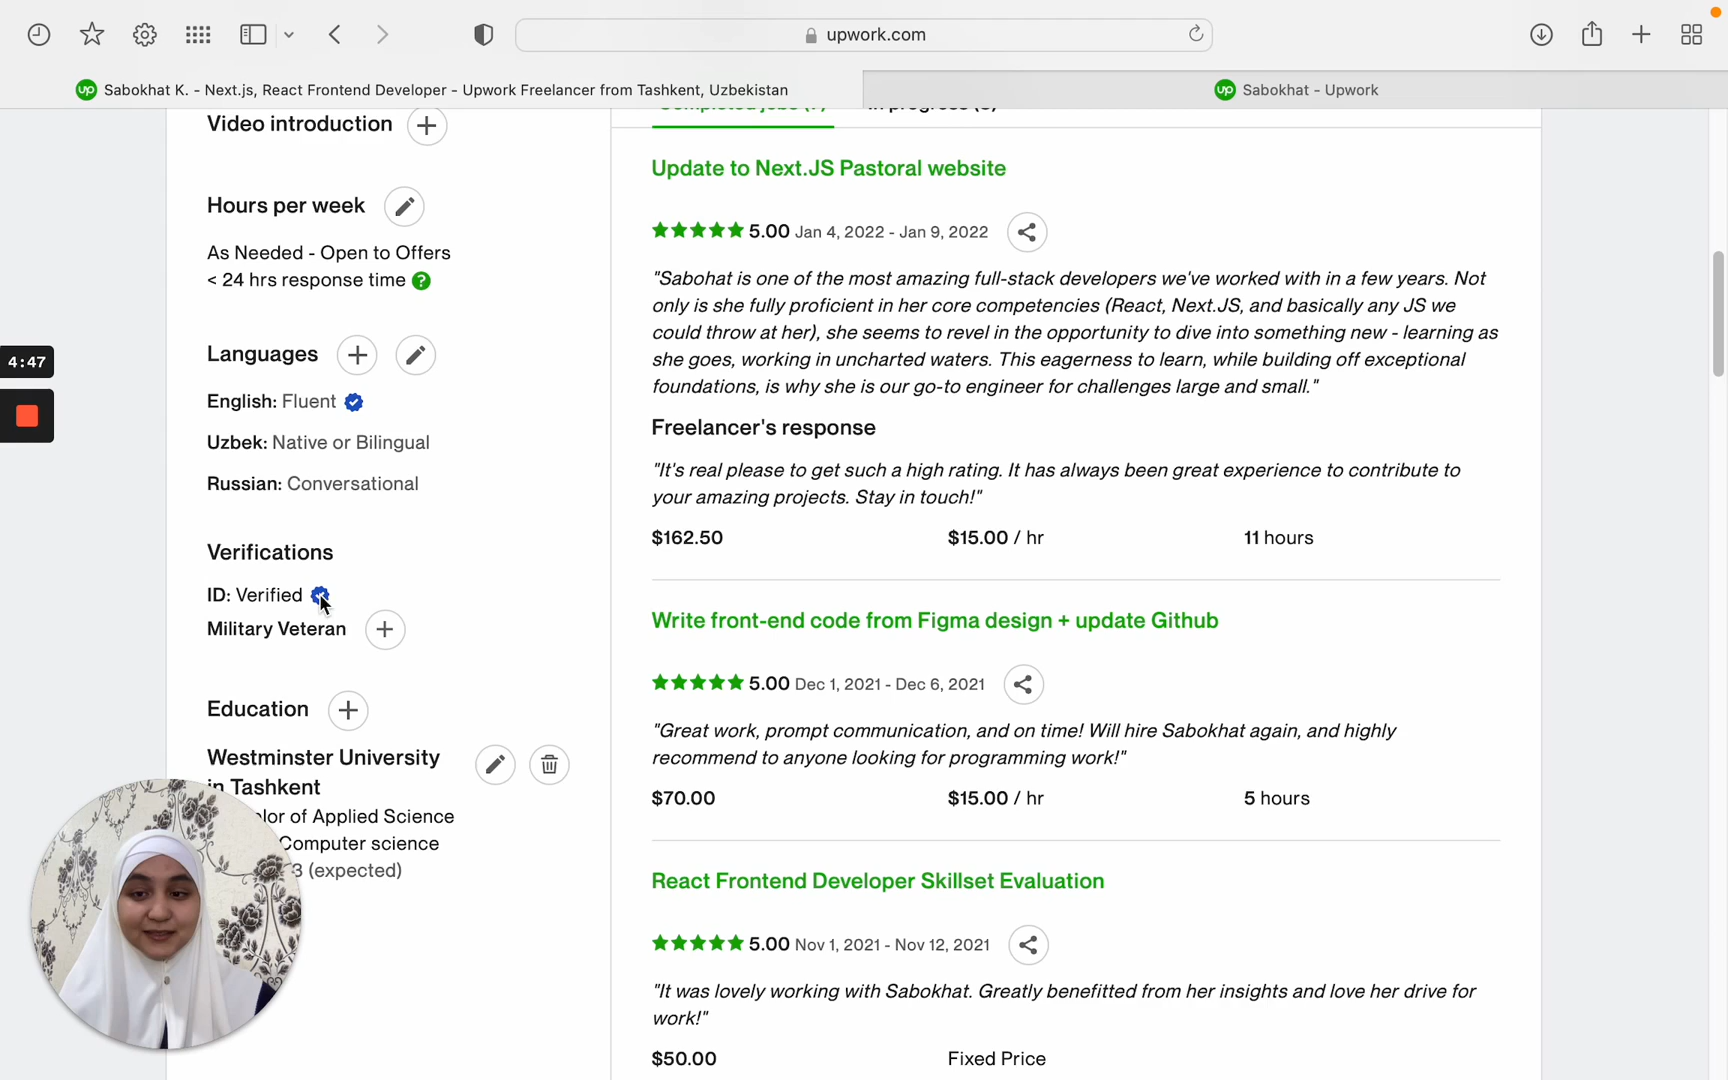 upwork.com
Sabokhat K. - Next.js, React Frontend Developer - Upwork Freelancer from Tashkent, Uzbekistan
Sabokhat - Upwork
Video introduction
Hours per week
As Needed - Open to Offers
< 24 hrs response time
Languages
English: Fluent
Uzbek: Native or Bilingual
Russian: Conversational
Verifications
ID: Verified
Military Veteran
Education
Westminster University
in Tashkent
of Applied Science
Computer science
3 (expected)
4:47
Update to Next.JS Pastoral website
5.00 Jan 4, 2022 - Jan 9, 2022
"Sabohat is one of the most amazing full-stack developers we've worked with in a few years. Not
only is she fully proficient in her core competencies (React, Next.JS, and basically any JS we
could throw at her), she seems to revel in the opportunity to dive into something new - learning as
she goes, working in uncharted waters. This eagerness to learn, while building off exceptional
foundations, is why she is our go-to engineer for challenges large and small."
Freelancer's response
"It's real please to get such a high rating. It has always been great experience to contribute to
your amazing projects. Stay in touch!"
$162.50 $15.00 / hr 11 hours
Write front-end code from Figma design + update Github
5.00 Dec 1, 2021 - Dec 6, 2021
"Great work, prompt communication, and on time! Will hire Sabokhat again, and highly
recommend to anyone looking for programming work!"
$70.00 $15.00 / hr 5 hours
React Frontend Developer Skillset Evaluation
5.00 Nov 1, 2021 - Nov 12, 2021
"It was lovely working with Sabokhat. Greatly benefitted from her insights and love her drive for
work!"
$50.00 Fixed Price